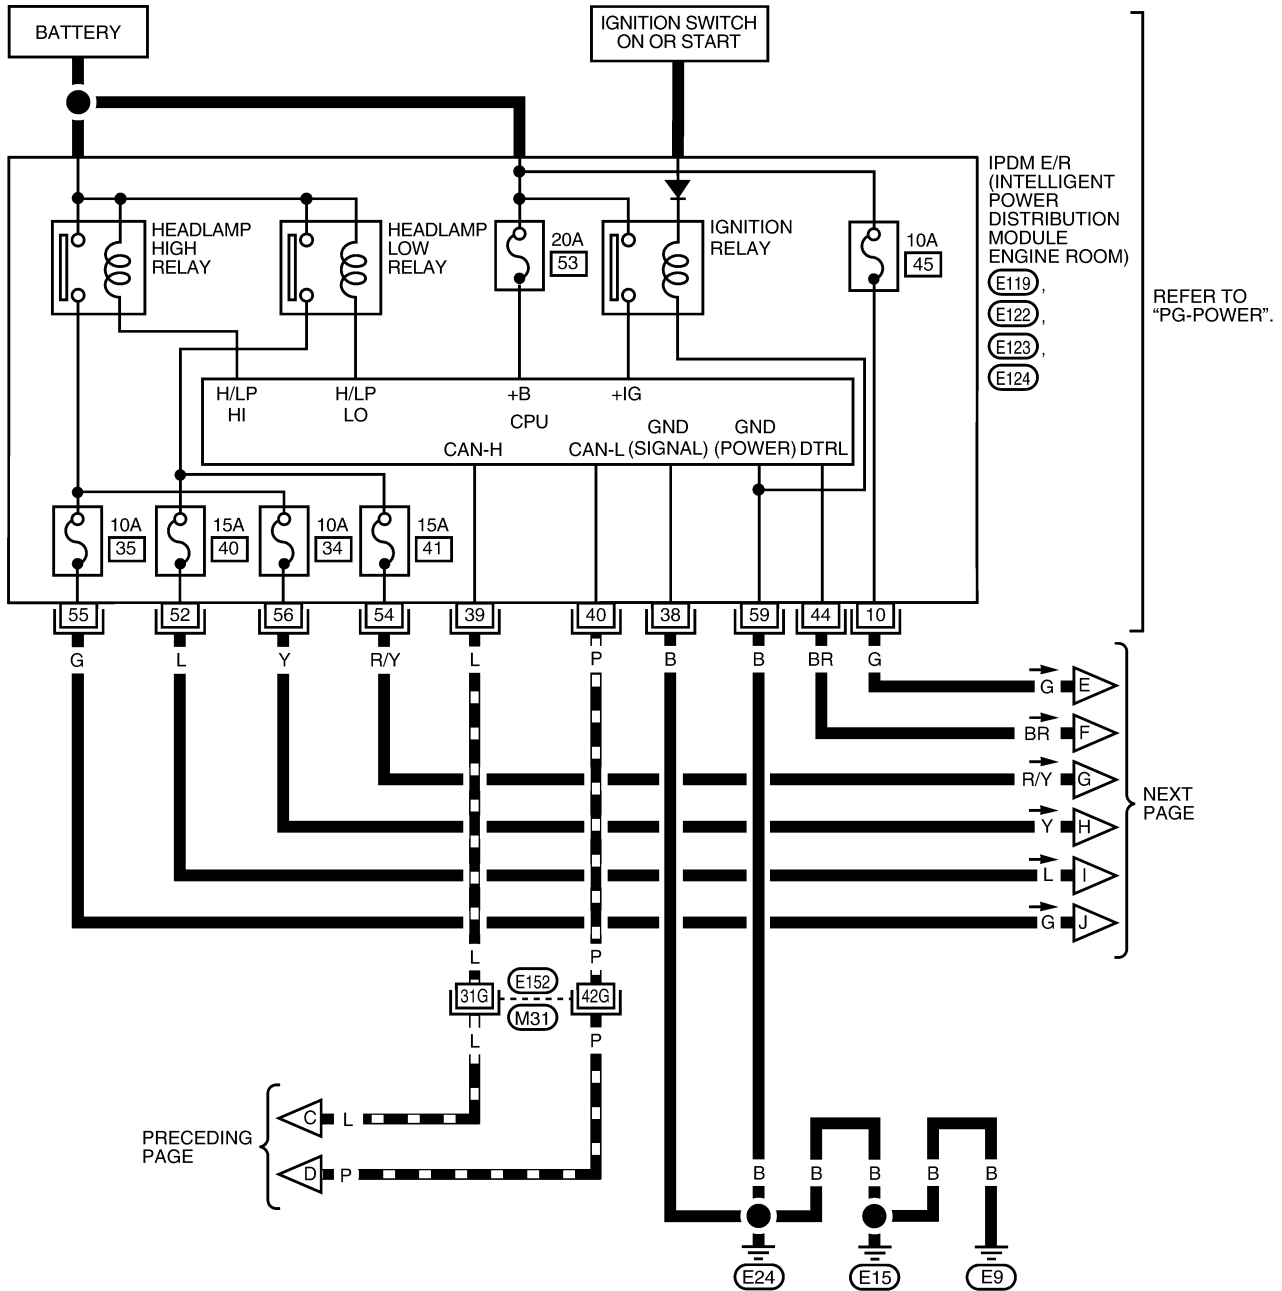 BATTERY
IGNITION SWITCH
ON OR START
IPDM E/R
(INTELLIGENT
POWER
DISTRIBUTION
MODULE
ENGINE ROOM)
E119 ,
E122 ,
E123 ,
E124
REFER TO
“PG-POWER”.
HEADLAMP
HIGH
RELAY
HEADLAMP
LOW
RELAY
20A
53
IGNITION
RELAY
10A
45
H/LP
HI
H/LP
LO
+B
CPU
+IG
CAN-H
CAN-L
GND
(SIGNAL)
GND
(POWER)
DTRL
10A
35
15A
40
10A
34
15A
41
55
52
56
54
39
40
38
59
44
10
G
L
Y
R/Y
L
P
B
B
BR
G
G
E
BR
F
R/Y
G
Y
H
L
I
G
J
NEXT
PAGE
L
P
31G
E152
M31
42G
L
P
PRECEDING
PAGE
C
L
D
P
B
B
B
B
B
E24
E15
E9